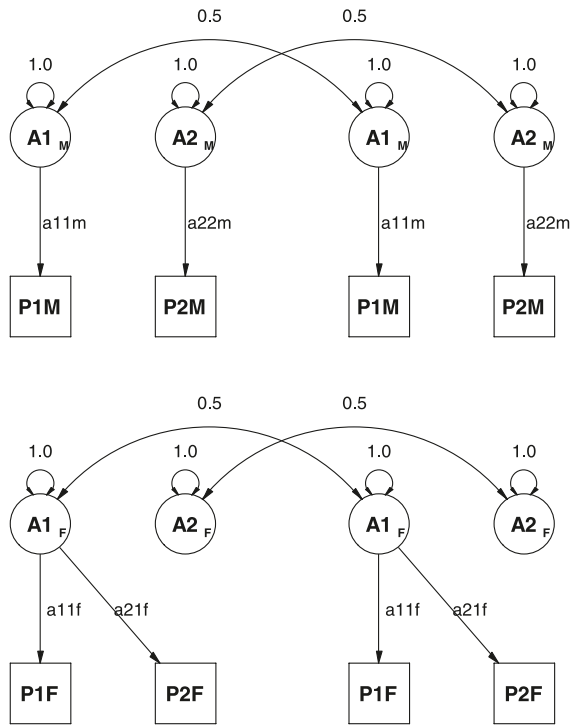 0.5 0.5
1.0 1.0 1.0 1.0
A1 M A2 M A1 M A2 M
a11m a22m a11m a22m
P1M P2M P1M P2M
0.5 0.5
1.0 1.0 1.0 1.0
A1 F A2 F A1 F A2 F
a11f a21f a11f a21f
P1F P2F P1F P2F